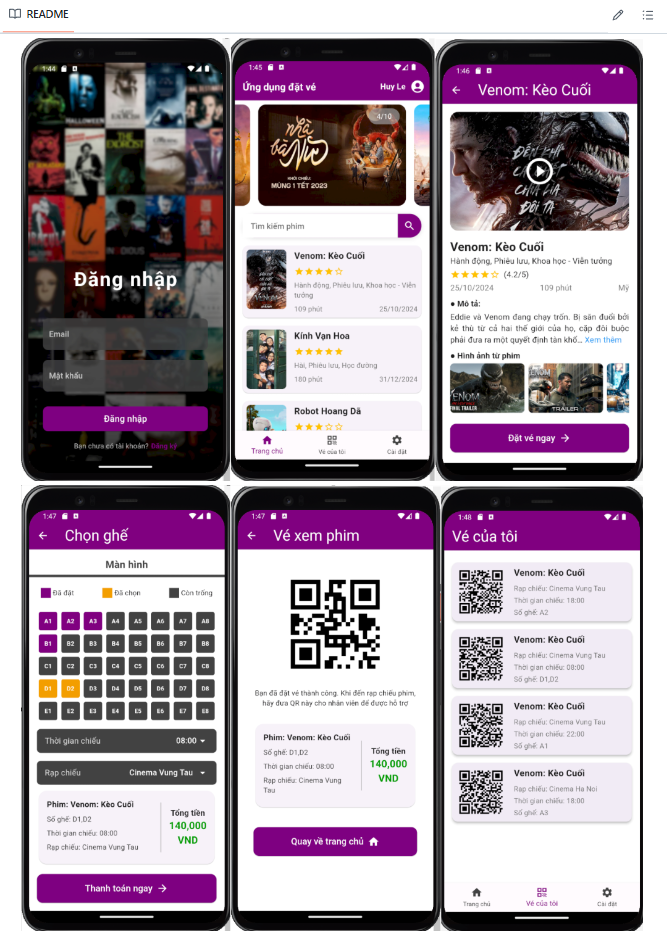 README
1:44
HALLOWEEN
THE EXORCIST
Đăng nhập
Email
Mật khẩu
Đăng nhập
Bạn chưa có tài khoản? Đăng ký
1:45
Ứng dụng đặt vé
Huy Le
4/10
nhà bà Nữ
KHỞI CHIẾU:
MÙNG 1 TẾT 2023
Tìm kiếm phim
Venom: Kèo Cuối
Hành động, Phiêu lưu, Khoa học - Viễn
tưởng
109 phút
25/10/2024
Kính Vạn Hoa
Hài, Phiêu lưu, Học đường
180 phút
31/12/2024
Robot Hoang Dã
Trang chủ
Vé của tôi
Cài đặt
1:46
Venom: Kèo Cuối
ĐẾN KHI
CÁI CHẾT
CHIA LÌA
ĐÔI TA
Venom: Kèo Cuối
Hành động, Phiêu lưu, Khoa học - Viễn tưởng
(4.2/5)
25/10/2024
109 phút
Mỹ
● Mô tả:
Eddie và Venom đang chạy trốn. Bị săn đuổi bởi
kẻ thù từ cả hai thế giới của họ, cặp đôi buộc
phải đưa ra một quyết định tàn khố... Xem thêm
● Hình ảnh từ phim
VENOM
FINAL TRAILER
VENOM
TRAILER
Đặt vé ngay
1:47
Chọn ghế
Màn hình
Đã đặt
Đã chọn
Còn trống
A1 A2 A3 A4 A5 A6 A7 A8
B1 B2 B3 B4 B5 B6 B7 B8
C1 C2 C3 C4 C5 C6 C7 C8
D1 D2 D3 D4 D5 D6 D7 D8
E1 E2 E3 E4 E5 E6 E7 E8
Thời gian chiếu
08:00
Rạp chiếu
Cinema Vung Tau
Phim: Venom: Kèo Cuối
Số ghế: D1,D2
Thời gian chiếu: 08:00
Rạp chiếu: Cinema Vung Tau
Tổng tiền
140,000
VND
Thanh toán ngay
1:47
Vé xem phim
Bạn đã đặt vé thành công. Khi đến rạp chiếu phim,
hãy đưa QR này cho nhân viên để được hỗ trợ
Phim: Venom: Kèo Cuối
Số ghế: D1,D2
Thời gian chiếu: 08:00
Rạp chiếu: Cinema Vung
Tau
Tổng tiền
140,000
VND
Quay về trang chủ
1:48
Vé của tôi
Venom: Kèo Cuối
Rạp chiếu: Cinema Vung Tau
Thời gian chiếu: 18:00
Số ghế: A2
Venom: Kèo Cuối
Rạp chiếu: Cinema Vung Tau
Thời gian chiếu: 08:00
Số ghế: D1,D2
Venom: Kèo Cuối
Rạp chiếu: Cinema Vung Tau
Thời gian chiếu: 22:00
Số ghế: A1
Venom: Kèo Cuối
Rạp chiếu: Cinema Ha Noi
Thời gian chiếu: 18:00
Số ghế: A3
Trang chủ
Vé của tôi
Cài đặt